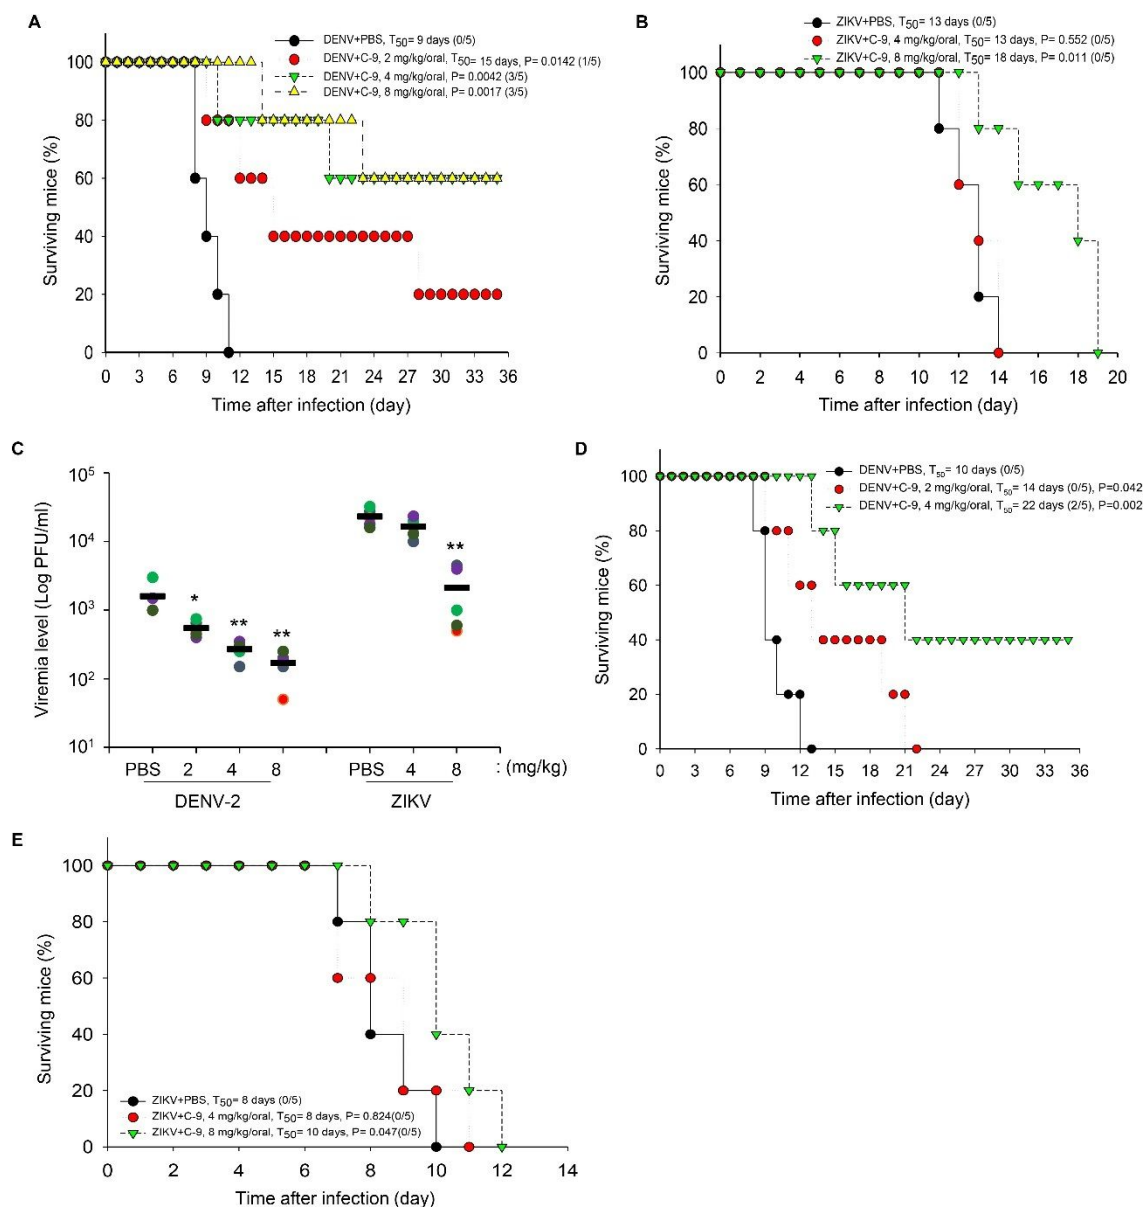 A
DENV+PBS, T50= 9 days (0/5)
DENV+C-9, 2 mg/kg/oral, T50= 15 days, P= 0.0142 (1/5)
DENV+C-9, 4 mg/kg/oral, P= 0.0042 (3/5)
DENV+C-9, 8 mg/kg/oral, P= 0.0017 (3/5)
100
80
60
40
20
0
Surviving mice (%)
0 3 6 9 12 15 18 21 24 27 30 33 36
Time after infection (day)
B
ZIKV+PBS, T50= 13 days (0/5)
ZIKV+C-9, 4 mg/kg/oral, T50= 13 days, P = 0.552 (0/5)
ZIKV+C-9, 8 mg/kg/oral, T50= 18 days, P = 0.011 (0/5)
100
80
60
40
20
0
Surviving mice (%)
0 2 4 6 8 10 12 14 16 18 20
Time after infection (day)
C
10^5
10^4
10^3
10^2
10^1
Viremia level (Log PFU/ml)
*
**
**
**
PBS 2 4 8 PBS 4 8 : (mg/kg)
DENV-2 ZIKV
D
DENV+PBS, T50= 10 days (0/5)
DENV+C-9, 2 mg/kg/oral, T50= 14 days (0/5), P=0.042
DENV+C-9, 4 mg/kg/oral, T50= 22 days (2/5), P=0.002
100
80
60
40
20
0
Surviving mice (%)
0 3 6 9 12 15 18 21 24 27 30 33 36
Time after infection (day)
E
100
80
60
40
20
0
Surviving mice (%)
ZIKV+PBS, T50= 8 days (0/5)
ZIKV+C-9, 4 mg/kg/oral, T50= 8 days, P= 0.824(0/5)
ZIKV+C-9, 8 mg/kg/oral, T50= 10 days, P= 0.047(0/5)
0 2 4 6 8 10 12 14
Time after infection (day)